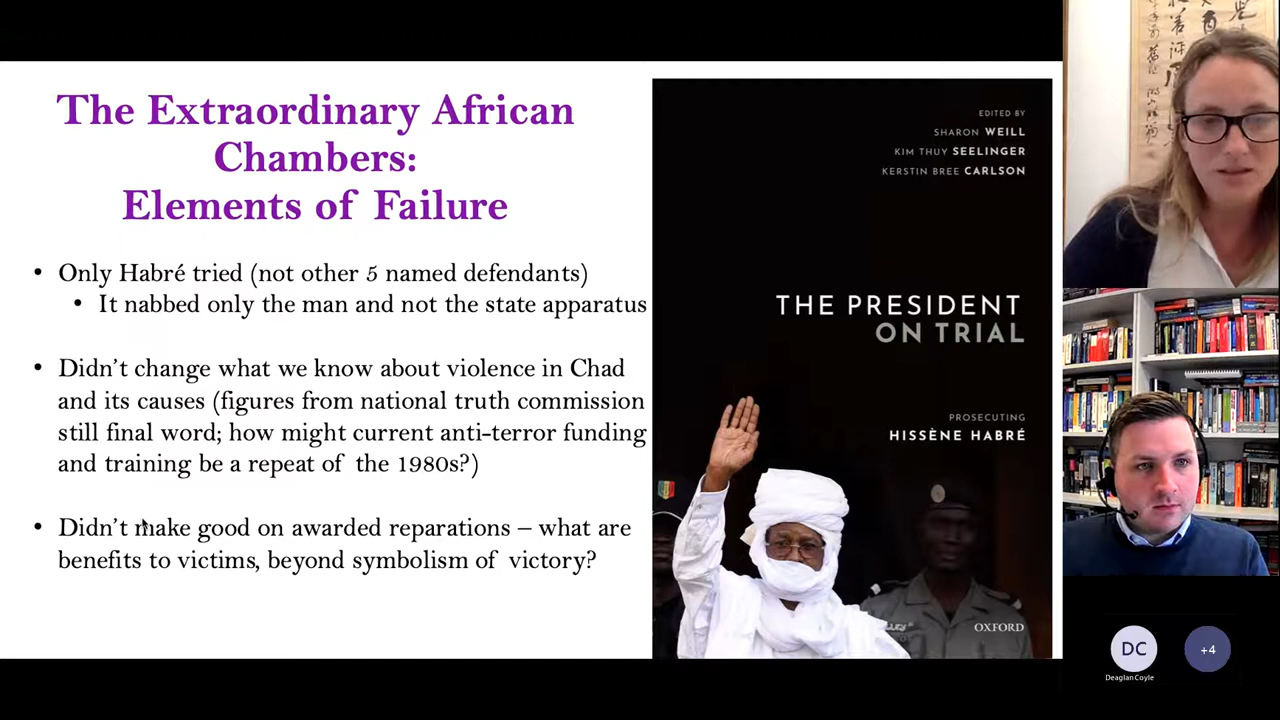 The Extraordinary African
Chambers:
Elements of Failure
• Only Habré tried (not other 5 named defendants)
• It nabbed only the man and not the state apparatus
• Didn't change what we know about violence in Chad
and its causes (figures from national truth commission
still final word; how might current anti-terror funding
and training be a repeat of the 1980s?)
• Didn't make good on awarded reparations – what are
benefits to victims, beyond symbolism of victory?
EDITED BY
SHARON WEILL
KIM THUY SEELINGER
KERSTIN BREE CARLSON
THE PRESIDENT
ON TRIAL
PROSECUTING
HISSÈNE HABRÉ
OXFORD
DC
Deaglan Coyle
+4